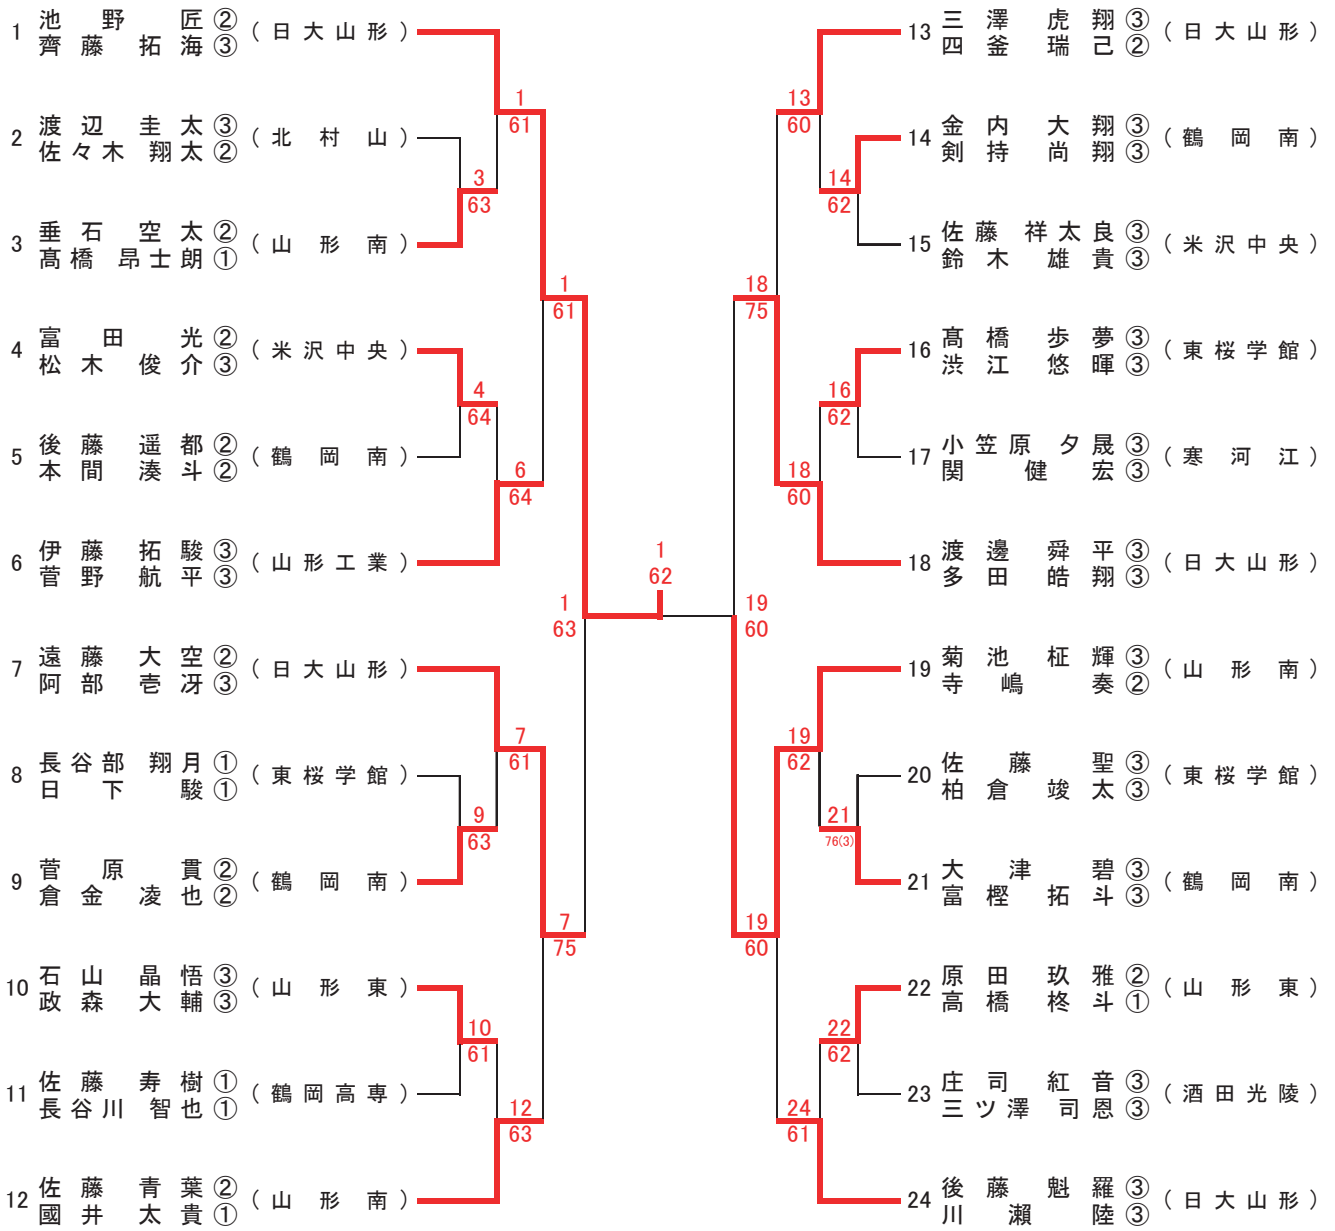 1 池野匠② (日大山形)
齊藤拓海③
2 渡辺圭太③ (北村山)
佐々木翔太②
3 垂石空太② (山形南)
髙橋昂士朗①
4 富田光② (米沢中央)
松木俊介③
5 後藤遥都② (鶴岡南)
本間湊斗②
6 伊藤拓駿③ (山形工業)
菅野航平③
7 遠藤大空② (日大山形)
阿部壱冴③
8 長谷部翔月① (東桜学館)
日下駿①
9 菅原貫② (鶴岡南)
倉金凌也②
10 石山晶悟③ (山形東)
政森大輔③
11 佐藤寿樹① (鶴岡高専)
長谷川智也①
12 佐藤青葉② (山形南)
國井太貴①
1
61
3
63
1
61
4
64
6
64
1
63
7
61
9
63
7
75
10
61
12
63
1
62
13
60
14
62
18
75
16
62
18
60
19
60
19
62
21
76(3)
19
60
22
62
24
61
13 三澤虎翔③ (日大山形)
四釜瑞己②
14 金内大翔③ (鶴岡南)
剣持尚翔③
15 佐藤祥太良③ (米沢中央)
鈴木雄貴③
16 髙橋歩夢③ (東桜学館)
渋江悠暉③
17 小笠原夕晟③ (寒河江)
関健宏③
18 渡邊舜平③ (日大山形)
多田皓翔③
19 菊池柾輝③ (山形南)
寺嶋奏②
20 佐藤聖③ (東桜学館)
柏倉竣太③
21 大津碧③ (鶴岡南)
富樫拓斗③
22 原田玖雅② (山形東)
高橋柊斗①
23 庄司紅音③ (酒田光陵)
三ツ澤司恩③
24 後藤魁羅③ (日大山形)
川瀬陸③